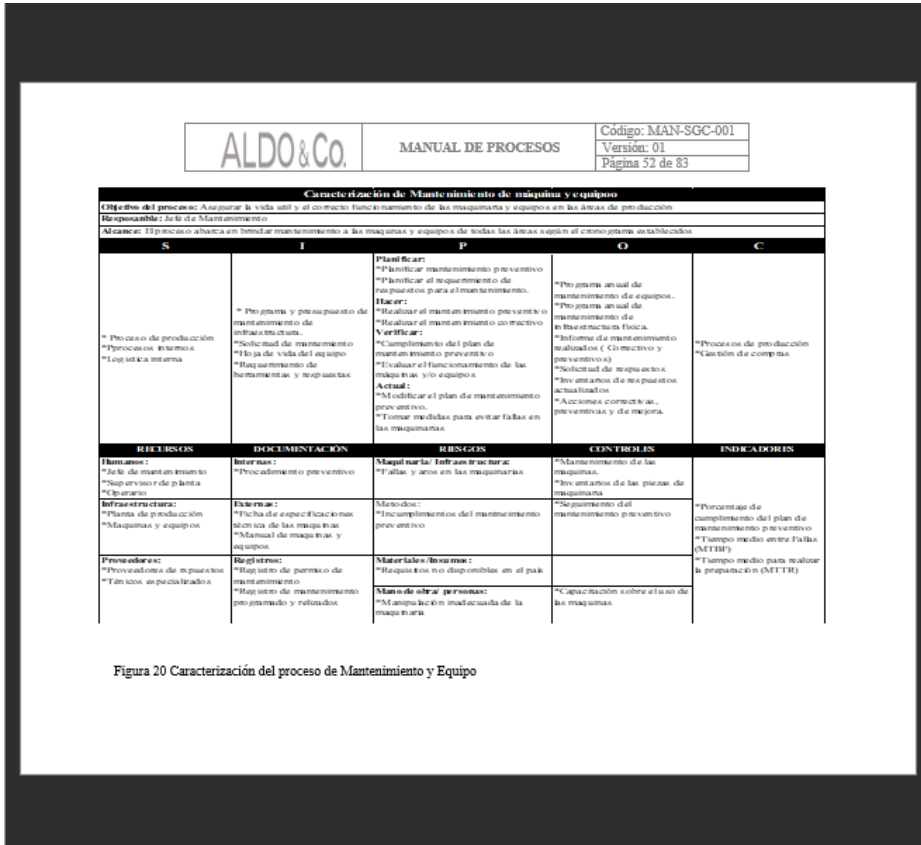 ALDO & Co.
MANUAL DE PROCESOS
Código: MAN-SGC-001
Versión: 01
Página 52 de 83
Caracterización de Mantenimiento de máquina y equipoo
Objetivo del proceso: Asegurar la vida util y el correcto funcionamiento de las maquinaria y equipos en las áreas de producción
Resposanble: Jefe de Mantenimiento
Alcance: El proceso abarca en brindar mantenimiento a las maqunas y equipos de todas las áreas según el cronograma establecidos
S
I
P
O
C
* Proceso de producción
*Pprocesos internos
*Logistica interna
* Programa y presupuesto de
mantenimiento de
infraestructura.
*Solicitud de mantemiento
*Hoja de vida del equipo
*Requerimiento de
herramientas y respuestas
Planificar:
*Planificar mantenimiento preventivo
*Planificar el requerimiento de
respuestos para el mantenimiento.
Hacer:
*Realizar el mantenimiento preventivo
*Realizar el mantenimiento correctivo
Verificar:
*Cumplimiento del plan de
mantenimiento preventivo
*Evaluar el funcionamiento de las
máquinas y/o equipos
Actual:
*Modificar el plan de mantenimiento
preventivo.
*Tomar medidas para evitar fallas en
las maquinarias
*Programa anual de
mantenimiento de equipos.
*Programa anual de
mantenimiento de
infraestructura física.
*Informe de mantenimiento
realizados ( Correctivo y
preventivos)
*Solicitud de respuestos
*Inventarios de respuestos
actualizados
*Acciones correctivas,
preventivas y de mejora.
*Procesos de producción
*Gestión de compras
RECURSOS
DOCUMENTACIÓN
RIESGOS
CONTROLES
INDICADORES
Humanos:
*Jefe de mantenimiento
*Supervisor de planta
*Operario
Internas:
*Procedimiento preventivo
Maquinaria/ Infraestructura:
*Fallas y aros en las maquinarias
*Mantenimiento de las
maquinas.
*Inventarios de las piezas de
maquinaria
Infraestructura:
*Planta de producción
*Maquinas y equipos
Externas:
*Ficha de especificaciones
técnica de las maquinas
*Manual de maquinas y
equipos
Metodos:
*Incumplimientos del mantneimiento
preventivo
*Seguimiento del
mantenimiento preventivo
*Porcentaje de
cumplimiento del plan de
mantenimiento preventivo
*Tiempo medio entre Fallas
(MTBF)
*Tiempo medio para realizar
la preparación (MTTR)
Proveedores:
*Proveedores de rspuestos
*Ténicos especializados
Registros:
*Registro de permiso de
mantenimiento
*Registro de mantenimiento
programado y relizados
Materiales/Insumos:
*Requisitos no disponibles en el país
Mano de obra/ personas:
*Manipulación inadecuada de la
maquinaria
*Capacitación sobre el uso de
las maquinas
Figura 20 Caracterización del proceso de Mantenimiento y Equipo